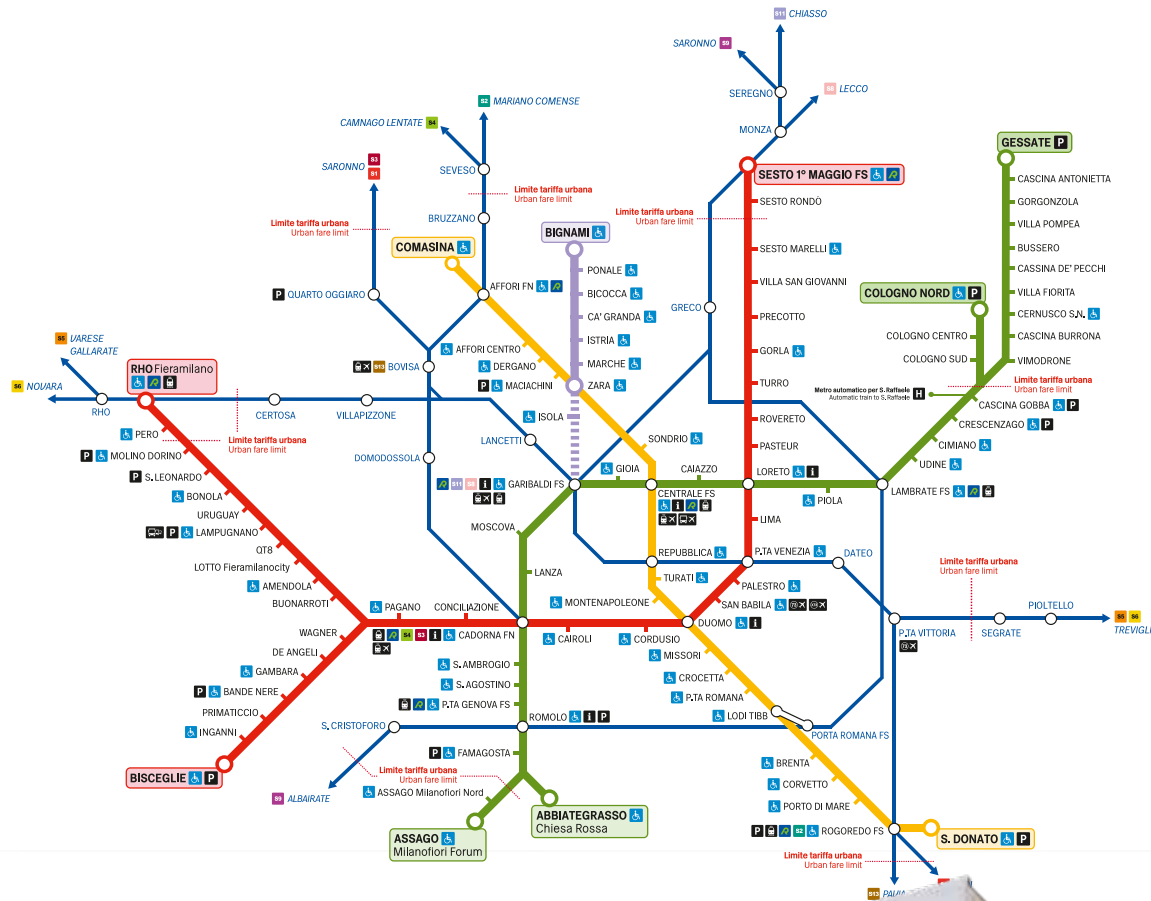 S11 CHIASSO
SARONNO S9
SEREGNO
S8 LECCO
MONZA
S2 MARIANO COMENSE
CAMNAGO LENTATE S4
SARONNO S3
S1
SEVESO
Limite tariffa urbana
Urban fare limit
BRUZZANO
Limite tariffa urbana
Urban fare limit
COMASINA
AFFORI FN
P QUARTO OGGIARO
BIGNAMI
PONALE
BICOCCA
CA' GRANDA
ISTRIA
MARCHE
ZARA
ISOLA
SESTO 1° MAGGIO FS
SESTO RONDÒ
Limite tariffa urbana
Urban fare limit
SESTO MARELLI
VILLA SAN GIOVANNI
GRECO
PRECOTTO
GORLA
TURRO
ROVERETO
PASTEUR
LORETO
LIMA
P.TA VENEZIA
PALESTRO
SAN BABILA 73
DUOMO
GESSATE P
CASCINA ANTONIETTA
GORGONZOLA
VILLA POMPEA
BUSSERO
CASSINA DE' PECCHI
VILLA FIORITA
CERNUSCO S.N.
CASCINA BURRONA
VIMODRONE
COLOGNO NORD P
COLOGNO CENTRO
COLOGNO SUD
Metro automatico per S. Raffaele
Automatic train to S. Raffaele
H
Limite tariffa urbana
Urban fare limit
CASCINA GOBBA P
CRESCENZAGO P
CIMIANO
UDINE
LAMBRATE FS
PIOLA
CAIAZZO
GIOIA
CENTRALE FS
SONDRIO
S5 VARESE
GALLARATE
S6 NOVARA
RHO
RHO Fieramilano
CERTOSA
VILLAPIZZONE
S13 BOVISA
AFFORI CENTRO
DERGANO
P MACIACHINI
LANCETTI
DOMODOSSOLA
S11 S8 GARIBALDI FS
PERO
Limite tariffa urbana
Urban fare limit
P MOLINO DORINO
P S.LEONARDO
BONOLA
URUGUAY
P LAMPUGNANO
QT8
LOTTO Fieramilanocity
AMENDOLA
BUONARROTI
MOSCOVA
LANZA
REPUBBLICA
TURATI
MONTENAPOLEONE
DATEO
Limite tariffa urbana
Urban fare limit
P.TA VITTORIA
73
SEGRATE
PIOLTELLO
S5 S6
TREVIGLI
PAGANO
CONCILIAZIONE
S4 S3 CADORNA FN
CAIROLI
CORDUSIO
WAGNER
DE ANGELI
GAMBARA
P BANDE NERE
PRIMATICCIO
INGANNI
BISCEGLIE P
S. AMBROGIO
S. AGOSTINO
P.TA GENOVA FS
ROMOLO P
S. CRISTOFORO
P FAMAGOSTA
Limite tariffa urbana
Urban fare limit
ASSAGO Milanofiori Nord
S9 ALBAIRATE
ASSAGO
Milanofiori Forum
ABBIATEGRASSO
Chiesa Rossa
MISSORI
CROCETTA
P.TA ROMANA
LODI TIBB
PORTA ROMANA FS
BRENTA
CORVETTO
PORTO DI MARE
P S2 ROGOREDO FS
S. DONATO P
Limite tariffa urbana
Urban fare limit
S13 PAVIA